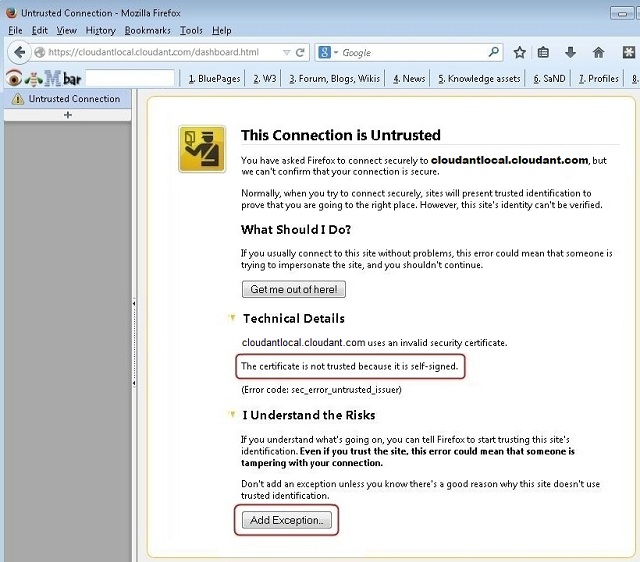 Untrusted Connection - Mozilla Firefox
File Edit View History Bookmarks Tools Help
https://cloudantlocal.cloudant.com/dashboard.html Google
M bar 1. BluePages 2. W3 3. Forum, Blogs, Wikis 4. News 5. Knowledge assets 6. SaND 7. Profiles 8.
Untrusted Connection
+
This Connection is Untrusted
You have asked Firefox to connect securely to cloudantlocal.cloudant.com, but
we can't confirm that your connection is secure.
Normally, when you try to connect securely, sites will present trusted identification to
prove that you are going to the right place. However, this site's identity can't be verified.
What Should I Do?
If you usually connect to this site without problems, this error could mean that someone is
trying to impersonate the site, and you shouldn't continue.
Get me out of here!
Technical Details
cloudantlocal.cloudant.com uses an invalid security certificate.
The certificate is not trusted because it is self-signed.
(Error code: sec_error_untrusted_issuer)
I Understand the Risks
If you understand what's going on, you can tell Firefox to start trusting this site's
identification. Even if you trust the site, this error could mean that someone is
tampering with your connection.
Don't add an exception unless you know there's a good reason why this site doesn't use
trusted identification.
Add Exception..